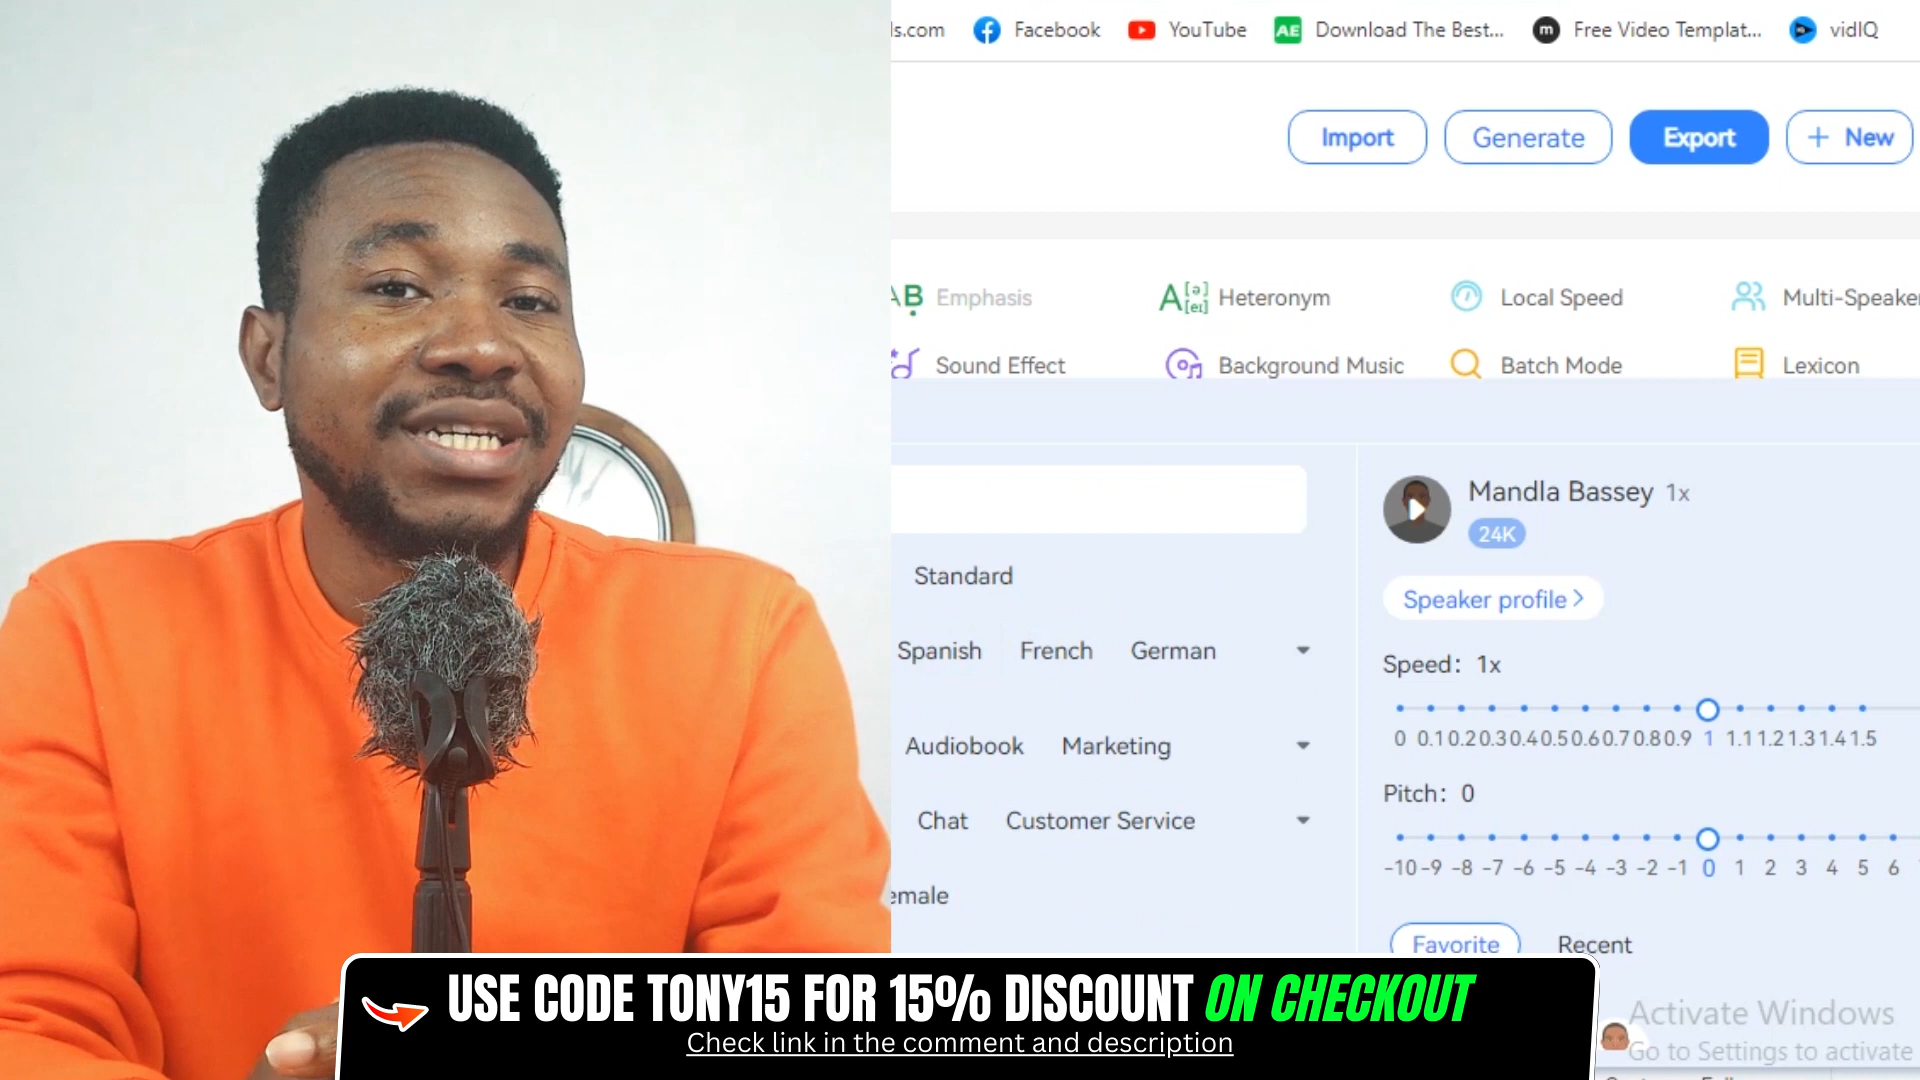 ls.com Facebook YouTube AE Download The Best... m Free Video Templat... vidIQ
Import Generate Export + New
AB Emphasis A[ə] [eɪ] Heteronym Local Speed Multi-Speaker
Sound Effect Background Music Batch Mode Lexicon
Mandla Bassey 1x
24K
Standard
Speaker profile >
Spanish French German
Speed: 1x
0 0.1 0.2 0.3 0.4 0.5 0.6 0.7 0.8 0.9 1 1.1 1.2 1.3 1.4 1.5
Audiobook Marketing
Pitch: 0
Chat Customer Service
-10 -9 -8 -7 -6 -5 -4 -3 -2 -1 0 1 2 3 4 5 6
emale
Favorite Recent
USE CODE TONY15 FOR 15% DISCOUNT ON CHECKOUT
Check link in the comment and description
Activate Windows
Go to Settings to activate